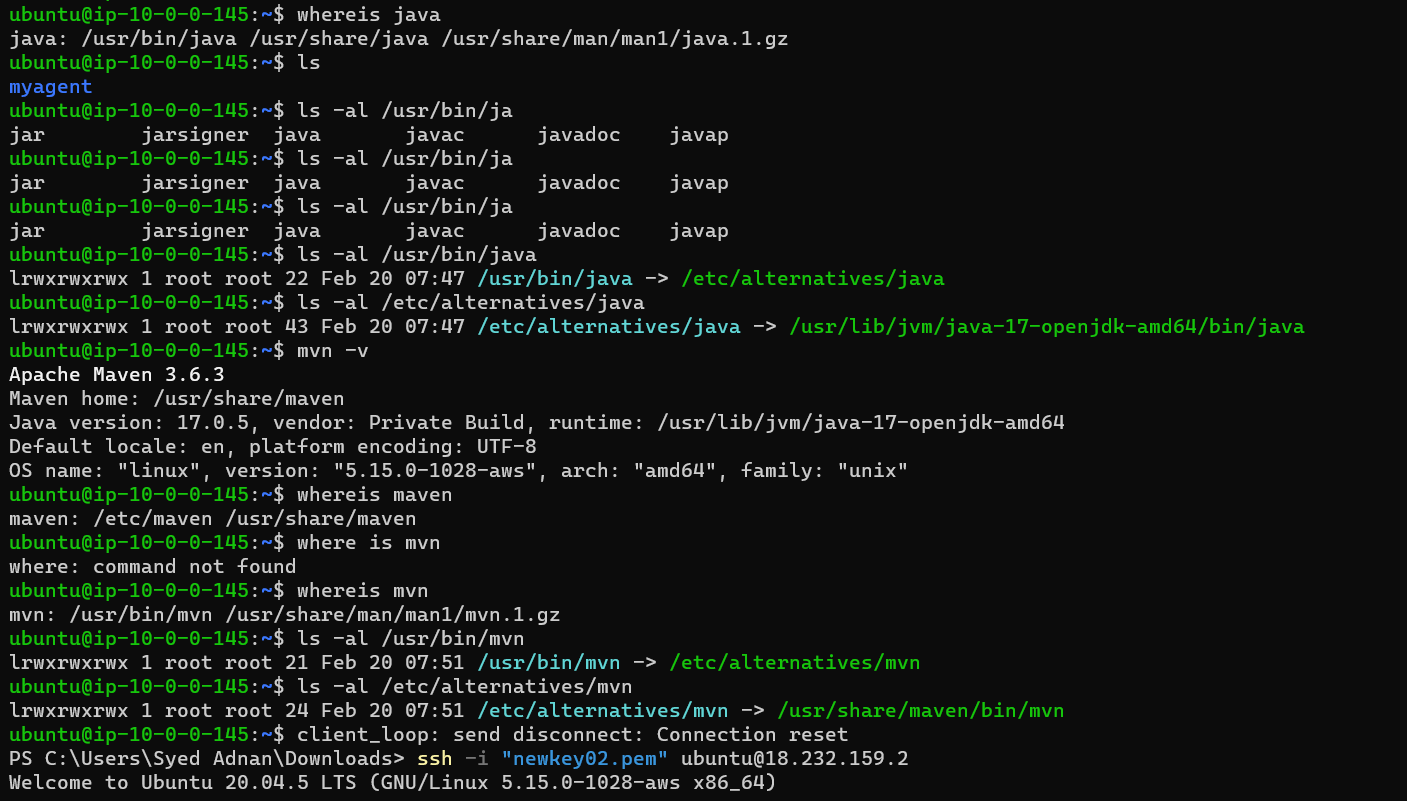 ubuntu@ip-10-0-0-145:~$ whereis java
java: /usr/bin/java /usr/share/java /usr/share/man/man1/java.1.gz
ubuntu@ip-10-0-0-145:~$ ls
myagent
ubuntu@ip-10-0-0-145:~$ ls -al /usr/bin/ja
jar        jarsigner  java       javac      javadoc    javap
ubuntu@ip-10-0-0-145:~$ ls -al /usr/bin/ja
jar        jarsigner  java       javac      javadoc    javap
ubuntu@ip-10-0-0-145:~$ ls -al /usr/bin/ja
jar        jarsigner  java       javac      javadoc    javap
ubuntu@ip-10-0-0-145:~$ ls -al /usr/bin/java
lrwxrwxrwx 1 root root 22 Feb 20 07:47 /usr/bin/java -> /etc/alternatives/java
ubuntu@ip-10-0-0-145:~$ ls -al /etc/alternatives/java
lrwxrwxrwx 1 root root 43 Feb 20 07:47 /etc/alternatives/java -> /usr/lib/jvm/java-17-openjdk-amd64/bin/java
ubuntu@ip-10-0-0-145:~$ mvn -v
Apache Maven 3.6.3
Maven home: /usr/share/maven
Java version: 17.0.5, vendor: Private Build, runtime: /usr/lib/jvm/java-17-openjdk-amd64
Default locale: en, platform encoding: UTF-8
OS name: "linux", version: "5.15.0-1028-aws", arch: "amd64", family: "unix"
ubuntu@ip-10-0-0-145:~$ whereis maven
maven: /etc/maven /usr/share/maven
ubuntu@ip-10-0-0-145:~$ where is mvn
where: command not found
ubuntu@ip-10-0-0-145:~$ whereis mvn
mvn: /usr/bin/mvn /usr/share/man/man1/mvn.1.gz
ubuntu@ip-10-0-0-145:~$ ls -al /usr/bin/mvn
lrwxrwxrwx 1 root root 21 Feb 20 07:51 /usr/bin/mvn -> /etc/alternatives/mvn
ubuntu@ip-10-0-0-145:~$ ls -al /etc/alternatives/mvn
lrwxrwxrwx 1 root root 24 Feb 20 07:51 /etc/alternatives/mvn -> /usr/share/maven/bin/mvn
ubuntu@ip-10-0-0-145:~$ client_loop: send disconnect: Connection reset
PS C:\Users\Syed Adnan\Downloads> ssh -i "newkey02.pem" ubuntu@18.232.159.2
Welcome to Ubuntu 20.04.5 LTS (GNU/Linux 5.15.0-1028-aws x86_64)